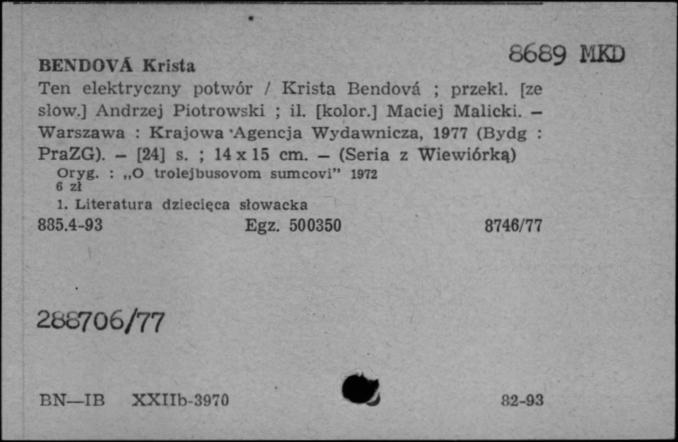 8689 MKD
BENDOVÁ Krista
Ten elektryczny potwór / Krista Bendová ; przekł. [ze
słow.] Andrzej Piotrowski ; il. [kolor.] Maciej Malicki. —
Warszawa : Krajowa Agencja Wydawnicza, 1977 (Bydg :
PraZG). — [24] s. ; 14 x 15 cm. — (Seria z Wiewiórką)
Oryg. : „O trolejbusovom sumcovi" 1972
6 zł
1. Literatura dziecięca słowacka
885.4-93 Egz. 500350 8746/77
288706/77
BN—IB XXIIb-3970 82-93